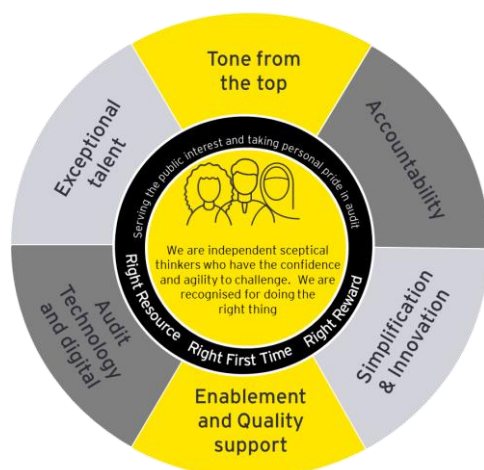 Tone from
the top
Accountability
Simplification
& Innovation
Enablement
and Quality
support
Audit
Technology
and digital
Exceptional
talent
Serving the public interest and taking personal pride in audit
We are independent sceptical
thinkers who have the confidence
and agility to challenge. We are
recognised for doing the
right thing
Right Resource Right First Time Right Reward